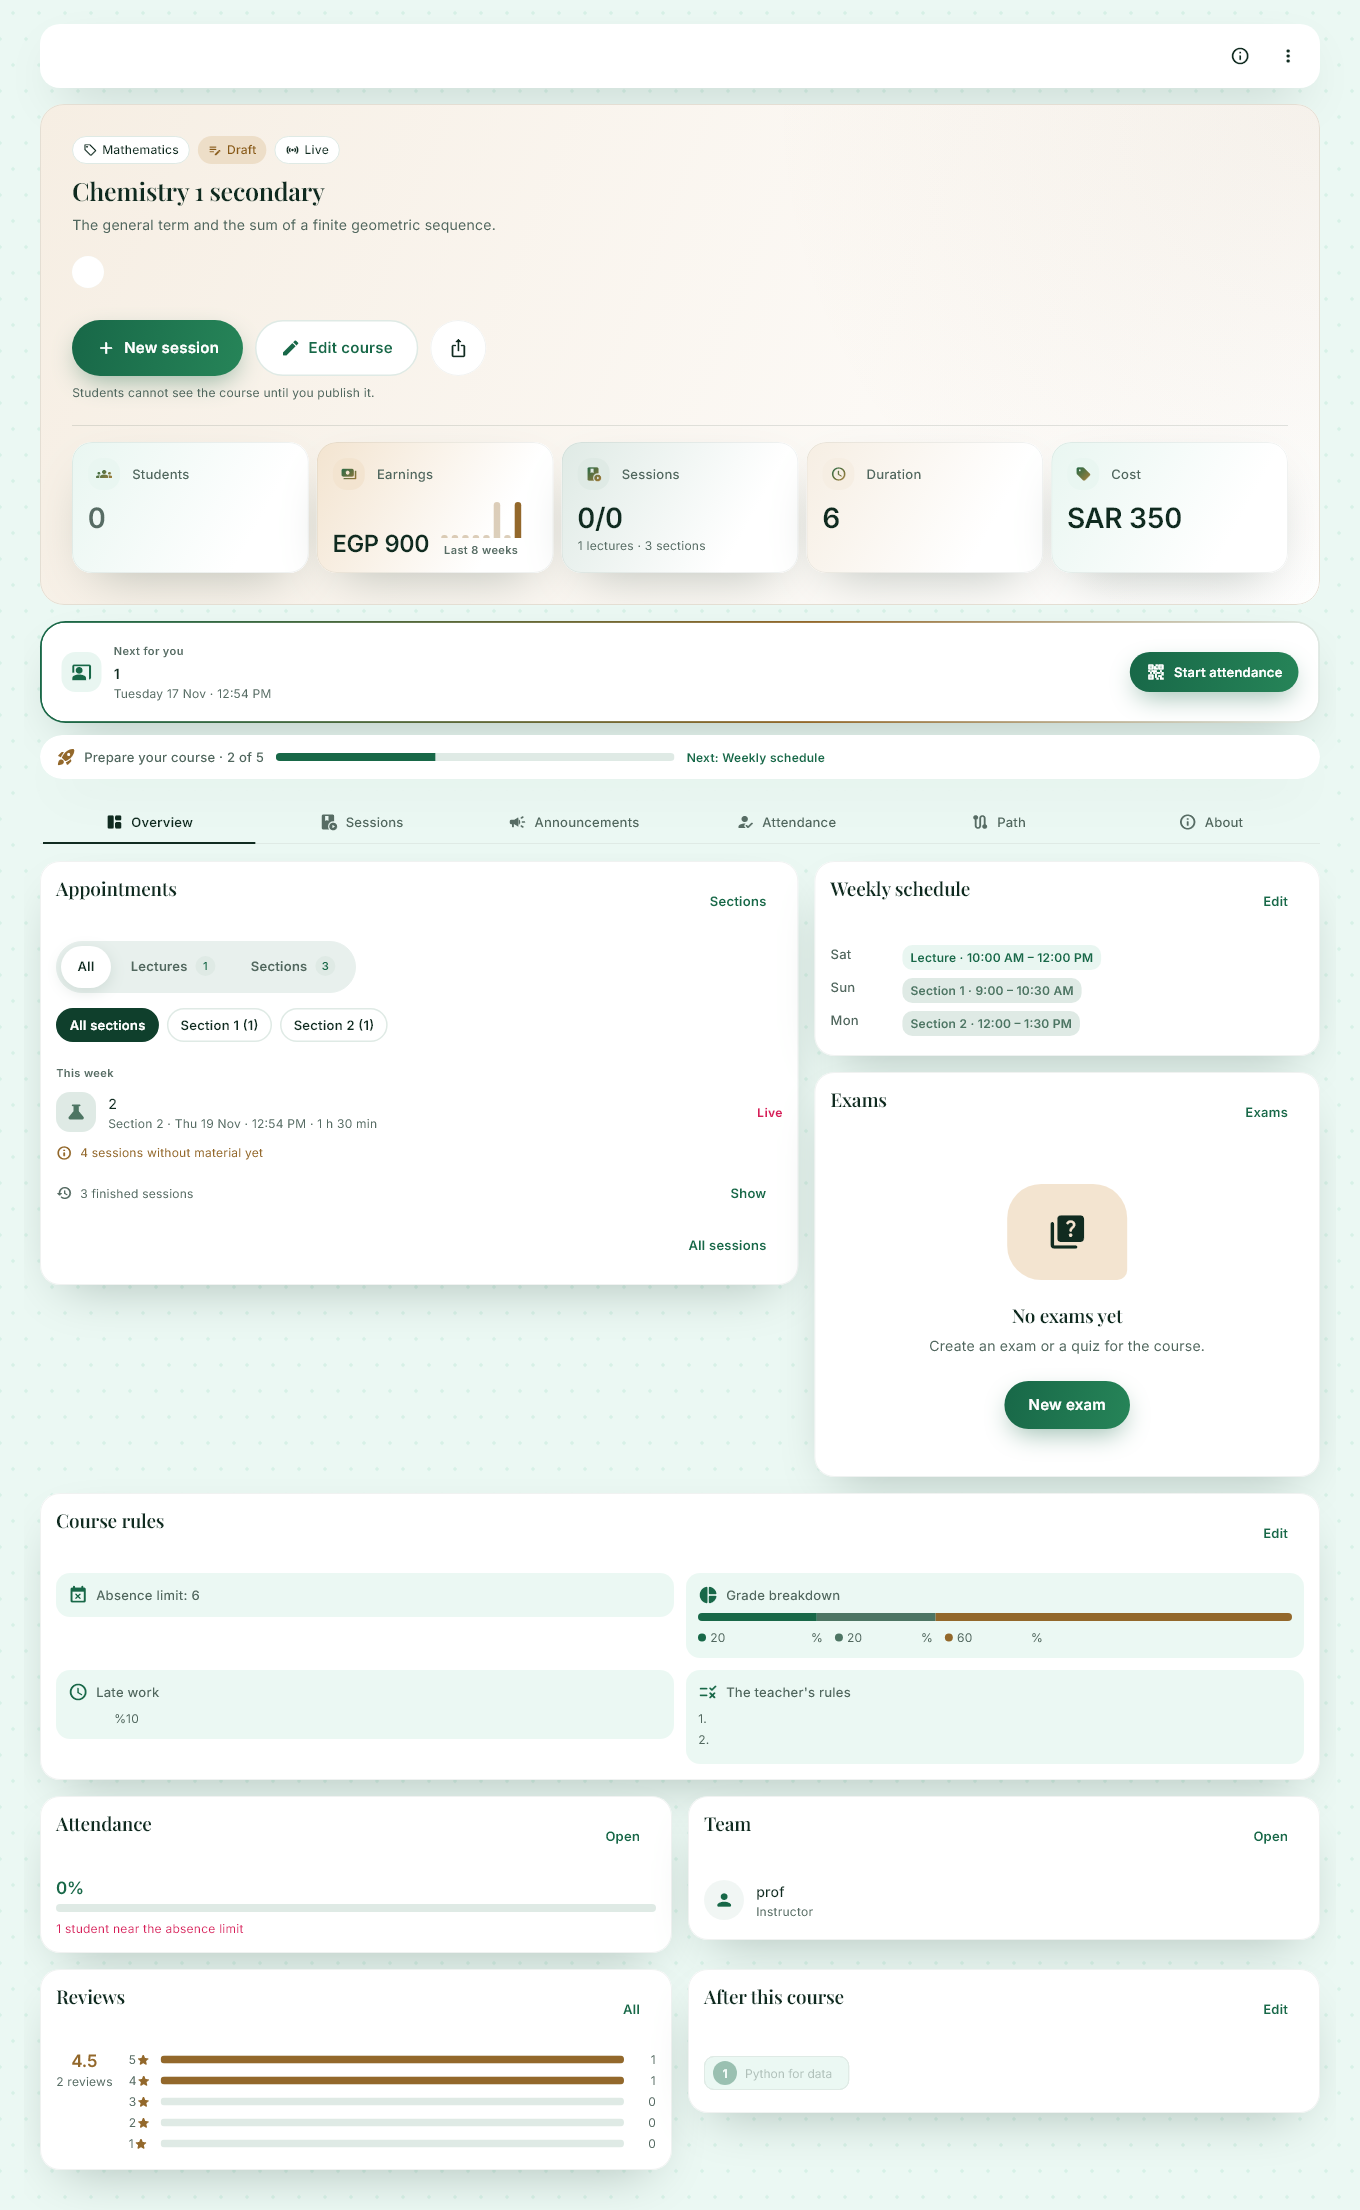 Mathematics
Draft
Live
Chemistry 1 secondary
The general term and the sum of a finite geometric sequence.
New session
Edit course
Students cannot see the course until you publish it.
Students
0
Earnings
EGP 900
Last 8 weeks
Sessions
0/0
1 lectures · 3 sections
Duration
6
Cost
SAR 350
Next for you
1
Tuesday 17 Nov · 12:54 PM
Start attendance
Prepare your course · 2 of 5
Next: Weekly schedule
Overview
Sessions
Announcements
Attendance
Path
About
Appointments
Sections
All
Lectures 1
Sections 3
All sections
Section 1 (1)
Section 2 (1)
This week
2
Section 2 · Thu 19 Nov · 12:54 PM · 1 h 30 min
Live
4 sessions without material yet
3 finished sessions
Show
All sessions
Weekly schedule
Edit
Sat
Lecture · 10:00 AM – 12:00 PM
Sun
Section 1 · 9:00 – 10:30 AM
Mon
Section 2 · 12:00 – 1:30 PM
Exams
Exams
No exams yet
Create an exam or a quiz for the course.
New exam
Course rules
Edit
Absence limit: 6
Grade breakdown
20 %
20 %
60 %
Late work
%10
The teacher's rules
1.
2.
Attendance
Open
0%
1 student near the absence limit
Team
Open
prof
Instructor
Reviews
All
4.5
2 reviews
5 1
4 1
3 0
2 0
1 0
After this course
Edit
1 Python for data